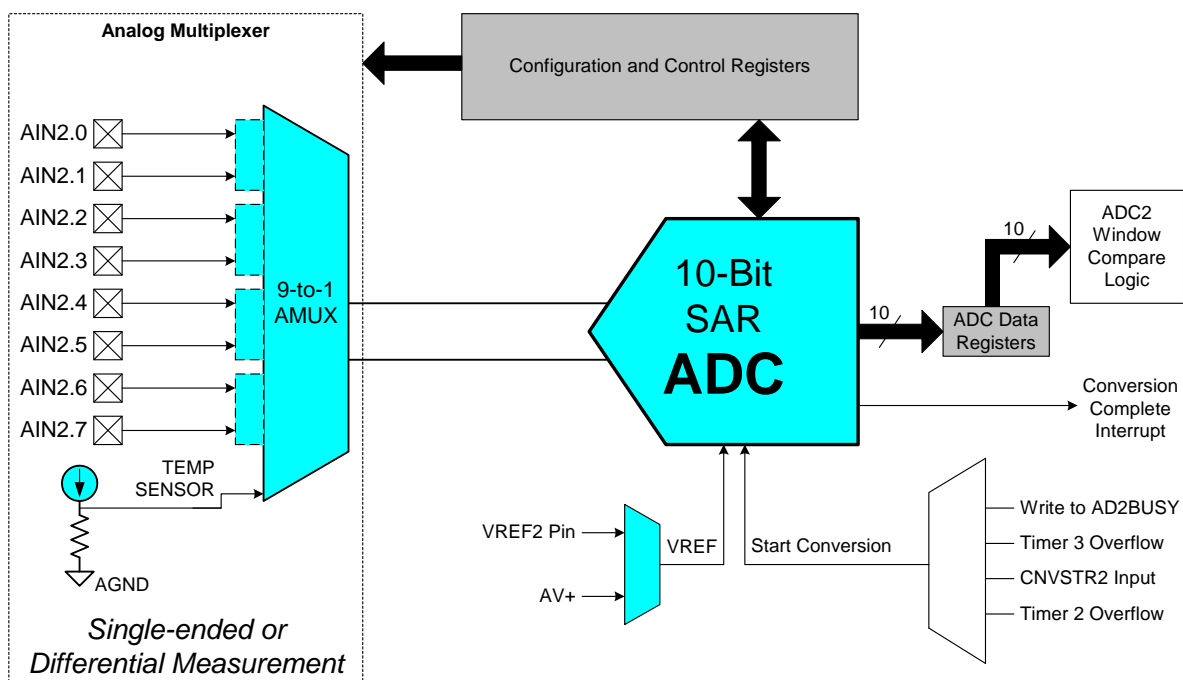 Analog Multiplexer
AIN2.0
AIN2.1
AIN2.2
AIN2.3
AIN2.4
AIN2.5
AIN2.6
AIN2.7
9-to-1
AMUX
TEMP
SENSOR
AGND
Single-ended or
Differential Measurement
Configuration and Control Registers
10-Bit
SAR
ADC
10
ADC Data
Registers
10
ADC2
Window
Compare
Logic
Conversion
Complete
Interrupt
VREF2 Pin
AV+
VREF
Start Conversion
Write to AD2BUSY
Timer 3 Overflow
CNVSTR2 Input
Timer 2 Overflow